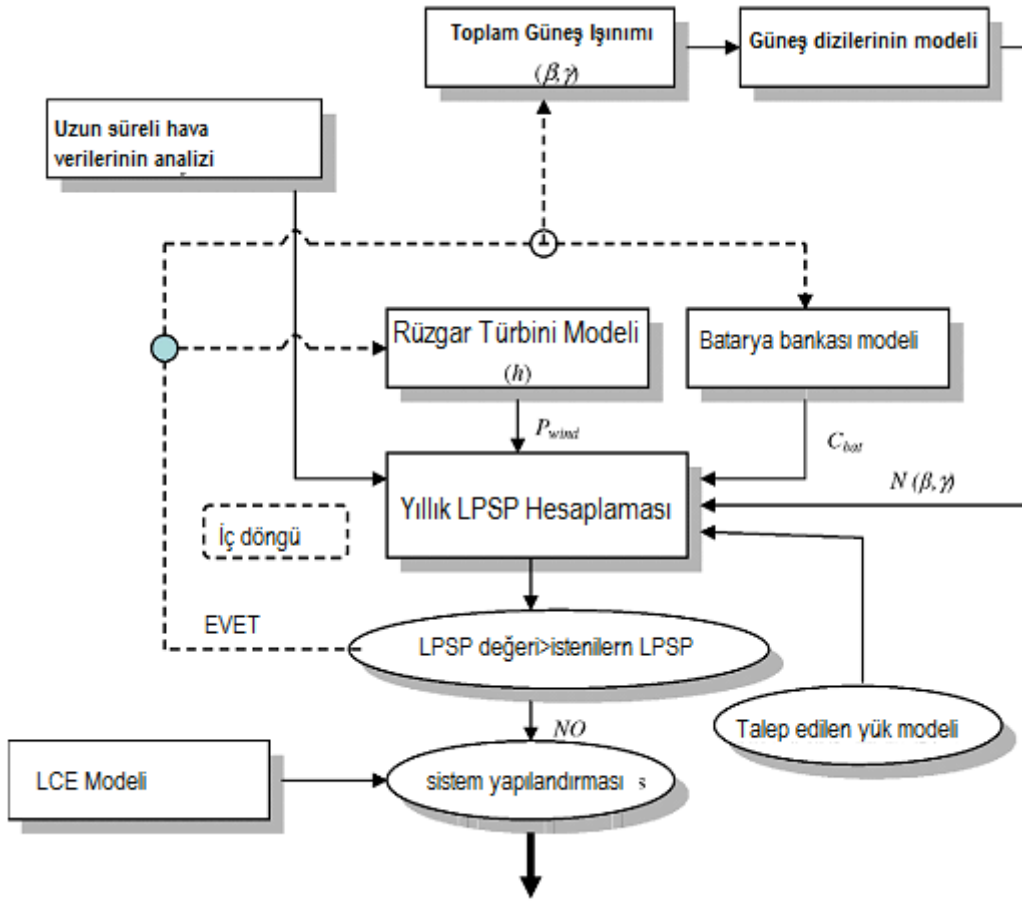 Toplam Güneş Işınımı
(β,γ)
Güneş dizilerinin modeli
Uzun süreli hava
verilerinin analizi
Rüzgar Türbini Modeli
(h)
Batarya bankası modeli
P_wind
C_bat
N (β,γ)
Yıllık LPSP Hesaplaması
İç döngü
EVET
LPSP değeri>istenilern LPSP
NO
Talep edilen yük modeli
LCE Modeli
sistem yapılandırması s